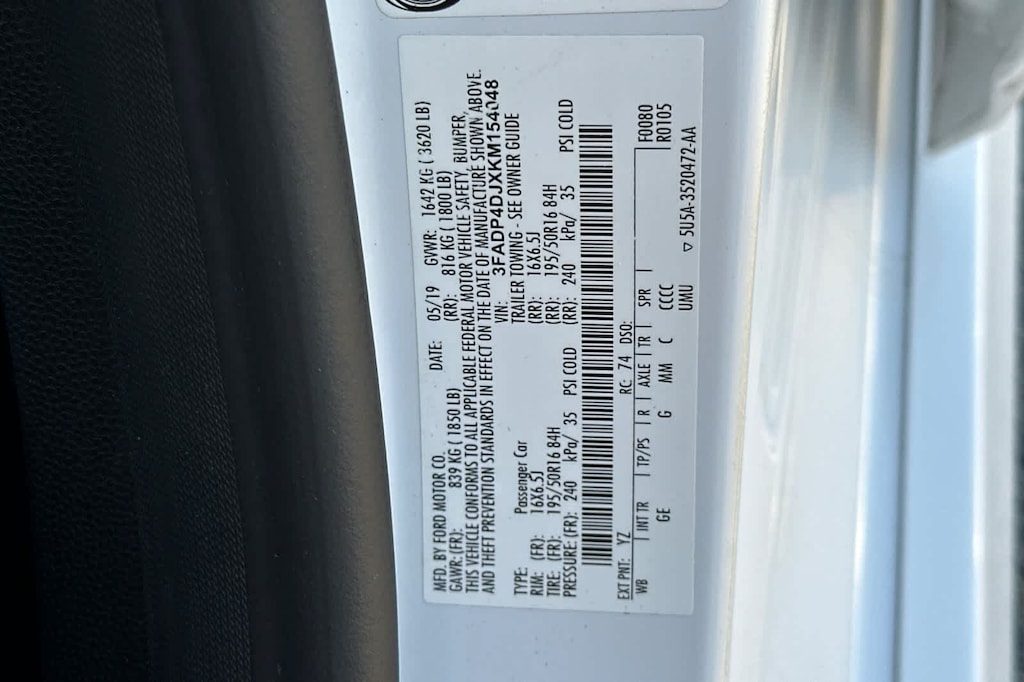 MFD. BY FORD MOTOR CO. DATE: 05/19 GVWR: 1642 KG ( 3620 LB)
GAWR: (FR): 839 KG ( 1850 LB) (RR): 816 KG ( 1800 LB)
THIS VEHICLE CONFORMS TO ALL APPLICABLE FEDERAL MOTOR VEHICLE SAFETY, BUMPER,
AND THEFT PREVENTION STANDARDS IN EFFECT ON THE DATE OF MANUFACTURE SHOWN ABOVE.
VIN: 3FADP4DJXKM154048
TYPE: Passenger Car TRAILER TOWING - SEE OWNER GUIDE
RIM: (FR): 16X6.5J (RR): 16X6.5J
TIRE: (FR): 195/50R16 84H (RR): 195/50R16 84H
PRESSURE: (FR): 240 kPa/ 35 PSI COLD (RR): 240 kPa/ 35 PSI COLD
EXT PNT: YZ RC: 74 DSO:
WB INT TR TP/PS R AXLE TR SPR F0080
GE G MM C CCCC R0105
UMU ▽ 5U5A-3520472-AA